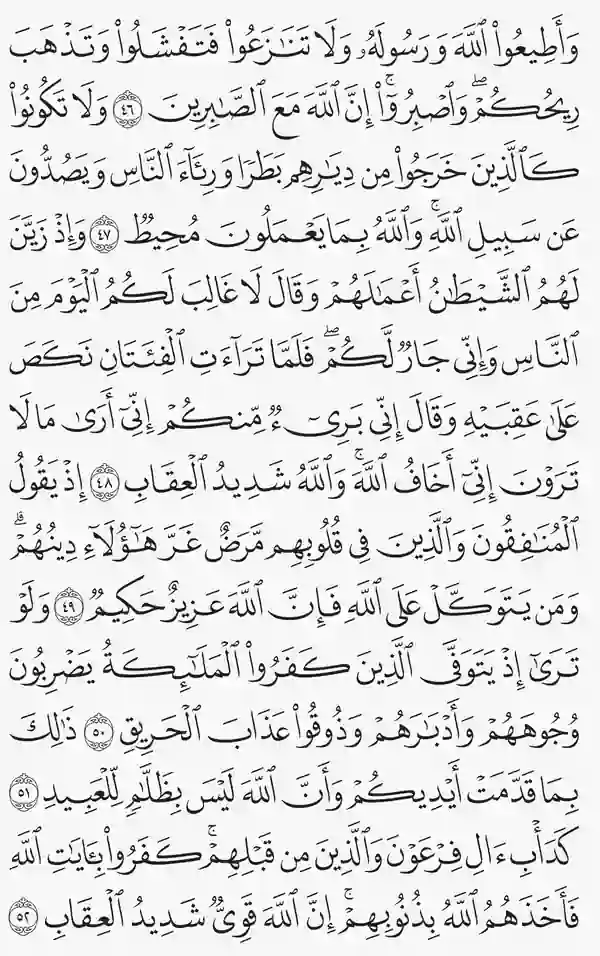 وَأَطِيعُوا۟ ٱللَّهَ وَرَسُولَهُۥ وَلَا تَنَـٰزَعُوا۟ فَتَفْشَلُوا۟ وَتَذْهَبَ
رِيحُكُمْ ۖ وَٱصْبِرُوٓا۟ ۚ إِنَّ ٱللَّهَ مَعَ ٱلصَّـٰبِرِينَ ٤٦ وَلَا تَكُونُوا۟
كَٱلَّذِينَ خَرَجُوا۟ مِن دِيَـٰرِهِم بَطَرًا وَرِئَآءَ ٱلنَّاسِ وَيَصُدُّونَ
عَن سَبِيلِ ٱللَّهِ ۚ وَٱللَّهُ بِمَا يَعْمَلُونَ مُحِيطٌ ٤٧ وَإِذْ زَيَّنَ
لَهُمُ ٱلشَّيْطَـٰنُ أَعْمَـٰلَهُمْ وَقَالَ لَا غَالِبَ لَكُمُ ٱلْيَوْمَ مِنَ
ٱلنَّاسِ وَإِنِّى جَارٌ لَّكُمْ ۖ فَلَمَّا تَرَآءَتِ ٱلْفِئَتَانِ نَكَصَ
عَلَىٰ عَقِبَيْهِ وَقَالَ إِنِّى بَرِىٓءٌ مِّنكُمْ إِنِّىٓ أَرَىٰ مَا لَا
تَرَوْنَ إِنِّىٓ أَخَافُ ٱللَّهَ ۚ وَٱللَّهُ شَدِيدُ ٱلْعِقَابِ ٤٨ إِذْ يَقُولُ
ٱلْمُنَـٰفِقُونَ وَٱلَّذِينَ فِى قُلُوبِهِم مَّرَضٌ غَرَّ هَـٰٓؤُلَآءِ دِينُهُمْ ۗ
وَمَن يَتَوَكَّلْ عَلَى ٱللَّهِ فَإِنَّ ٱللَّهَ عَزِيزٌ حَكِيمٌ ٤٩ وَلَوْ
تَرَىٰٓ إِذْ يَتَوَفَّى ٱلَّذِينَ كَفَرُوا۟ ٱلْمَلَـٰٓئِكَةُ يَضْرِبُونَ
وُجُوهَهُمْ وَأَدْبَـٰرَهُمْ وَذُوقُوا۟ عَذَابَ ٱلْحَرِيقِ ٥٠ ذَٰلِكَ
بِمَا قَدَّمَتْ أَيْدِيكُمْ وَأَنَّ ٱللَّهَ لَيْسَ بِظَلَّـٰمٍ لِّلْعَبِيدِ ٥١
كَدَأْبِ ءَالِ فِرْعَوْنَ وَٱلَّذِينَ مِن قَبْلِهِمْ ۚ كَفَرُوا۟ بِـَٔايَـٰتِ ٱللَّهِ
فَأَخَذَهُمُ ٱللَّهُ بِذُنُوبِهِمْ ۚ إِنَّ ٱللَّهَ قَوِىٌّ شَدِيدُ ٱلْعِقَابِ ٥٢